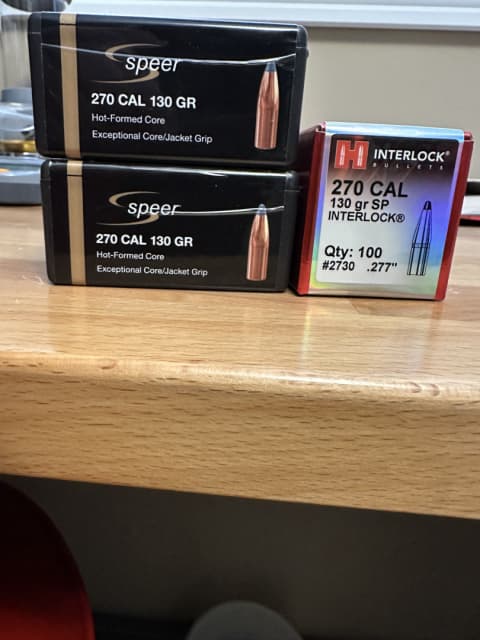 speer
270 CAL 130 GR
Hot-Formed Core
Exceptional Core/Jacket Grip
speer
270 CAL 130 GR
Hot-Formed Core
Exceptional Core/Jacket Grip
H INTERLOCK®
BULLETS
270 CAL
130 gr SP
INTERLOCK®
Qty: 100
#2730 .277"